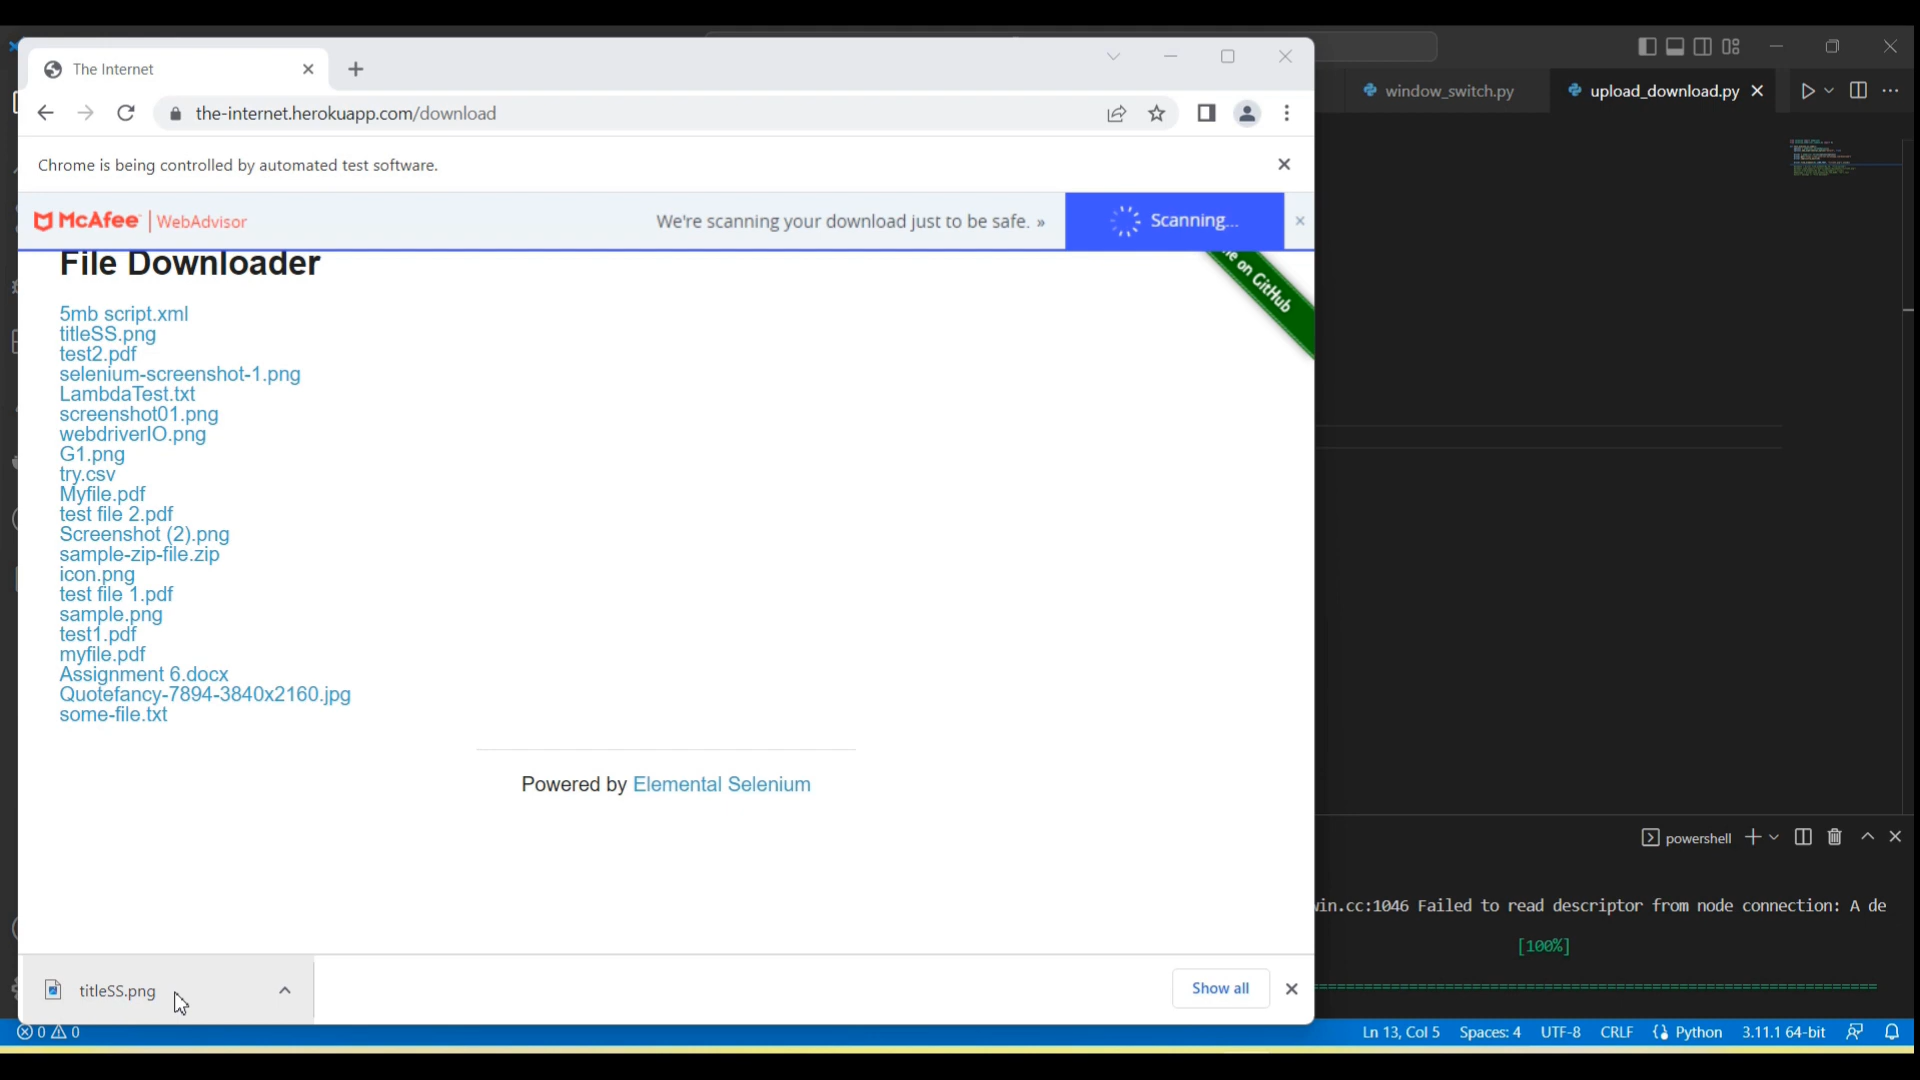 The Internet
window_switch.py
upload_download.py
the-internet.herokuapp.com/download
Chrome is being controlled by automated test software.
McAfee | WebAdvisor
We're scanning your download just to be safe. »
Scanning...
File Downloader
on GitHub
5mb script.xml
titleSS.png
test2.pdf
selenium-screenshot-1.png
LambdaTest.txt
screenshot01.png
webdriverIO.png
G1.png
try.csv
Myfile.pdf
test file 2.pdf
Screenshot (2).png
sample-zip-file.zip
icon.png
test file 1.pdf
sample.png
test1.pdf
myfile.pdf
Assignment 6.docx
Quotefancy-7894-3840x2160.jpg
some-file.txt
Powered by Elemental Selenium
powershell
win.cc:1046 Failed to read descriptor from node connection: A de
[100%]
titleSS.png
Show all
0 0
Ln 13, Col 5
Spaces: 4
UTF-8
CRLF
Python
3.11.1 64-bit